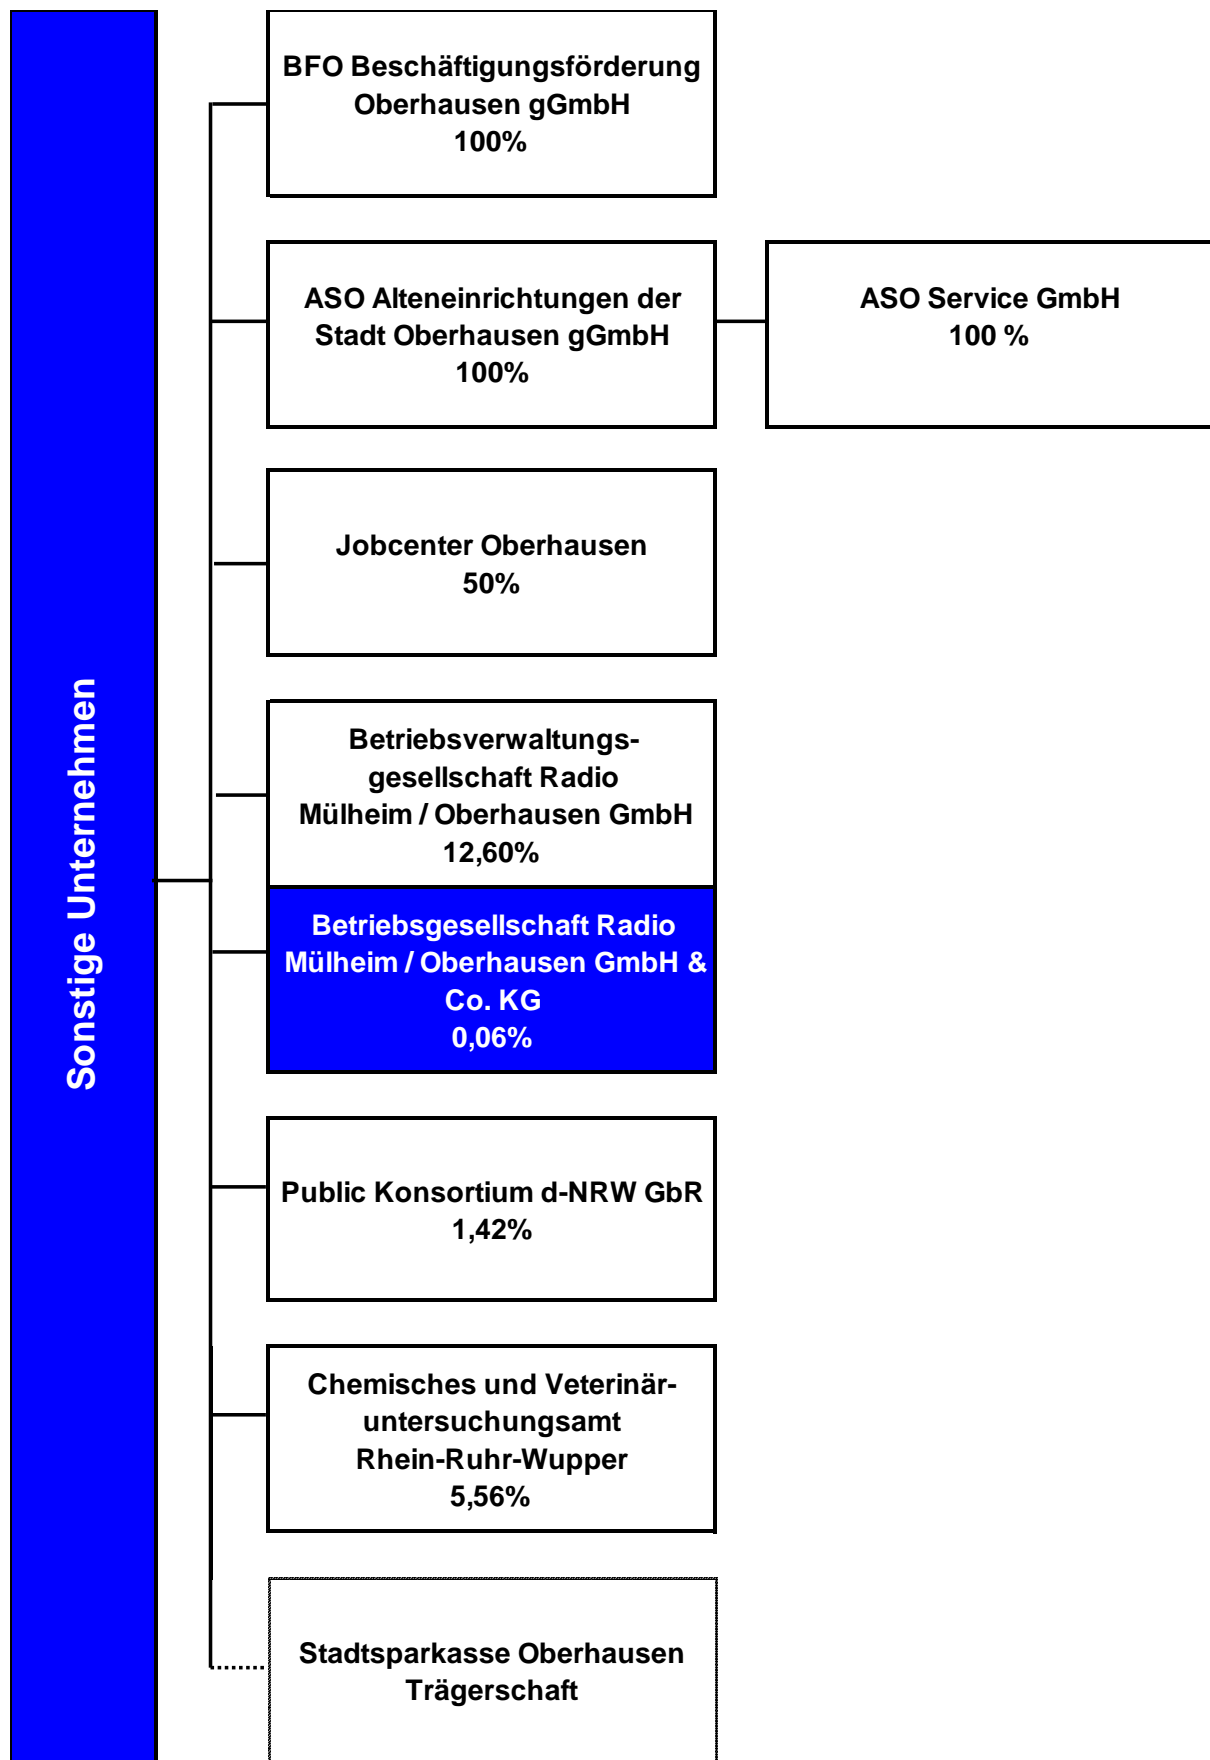 Sonstige Unternehmen
BFO Beschäftigungsförderung
Oberhausen gGmbH
100%
ASO Alteneinrichtungen der
Stadt Oberhausen gGmbH
100%
ASO Service GmbH
100 %
Jobcenter Oberhausen
50%
Betriebsverwaltungs-
gesellschaft Radio
Mülheim / Oberhausen GmbH
12,60%
Betriebsgesellschaft Radio
Mülheim / Oberhausen GmbH &
Co. KG
0,06%
Public Konsortium d-NRW GbR
1,42%
Chemisches und Veterinär-
untersuchungsamt
Rhein-Ruhr-Wupper
5,56%
Stadtsparkasse Oberhausen
Trägerschaft